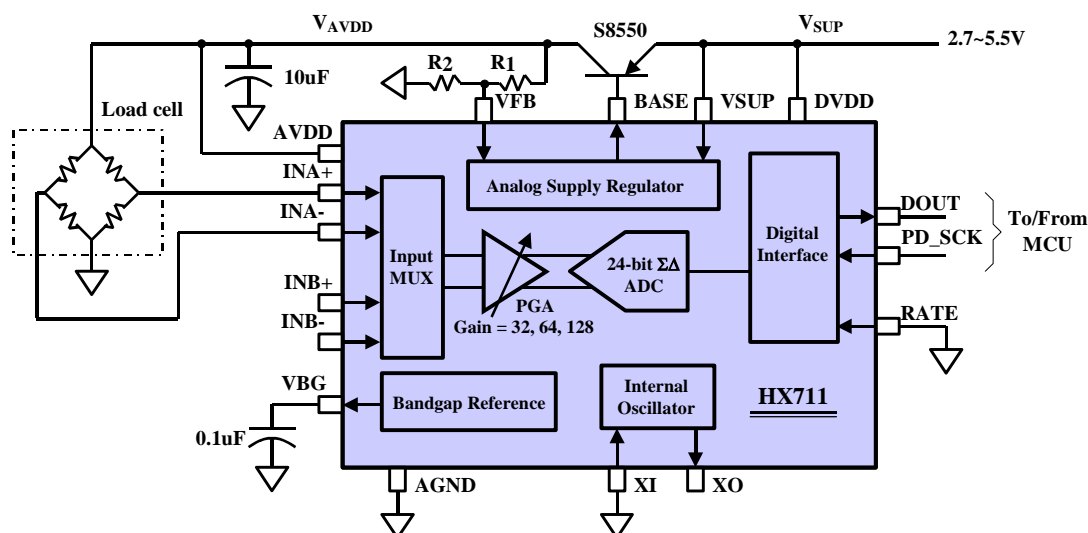 V_AVDD
S8550
V_SUP
2.7~5.5V
R2
R1
10uF
VFB
BASE
VSUP
DVDD
Load cell
AVDD
INA+
INA-
INB+
INB-
VBG
0.1uF
Analog Supply Regulator
Input
MUX
PGA
Gain = 32, 64, 128
24-bit ΣΔ
ADC
Digital
Interface
DOUT
PD_SCK
To/From
MCU
RATE
Bandgap Reference
Internal
Oscillator
HX711
AGND
XI
XO